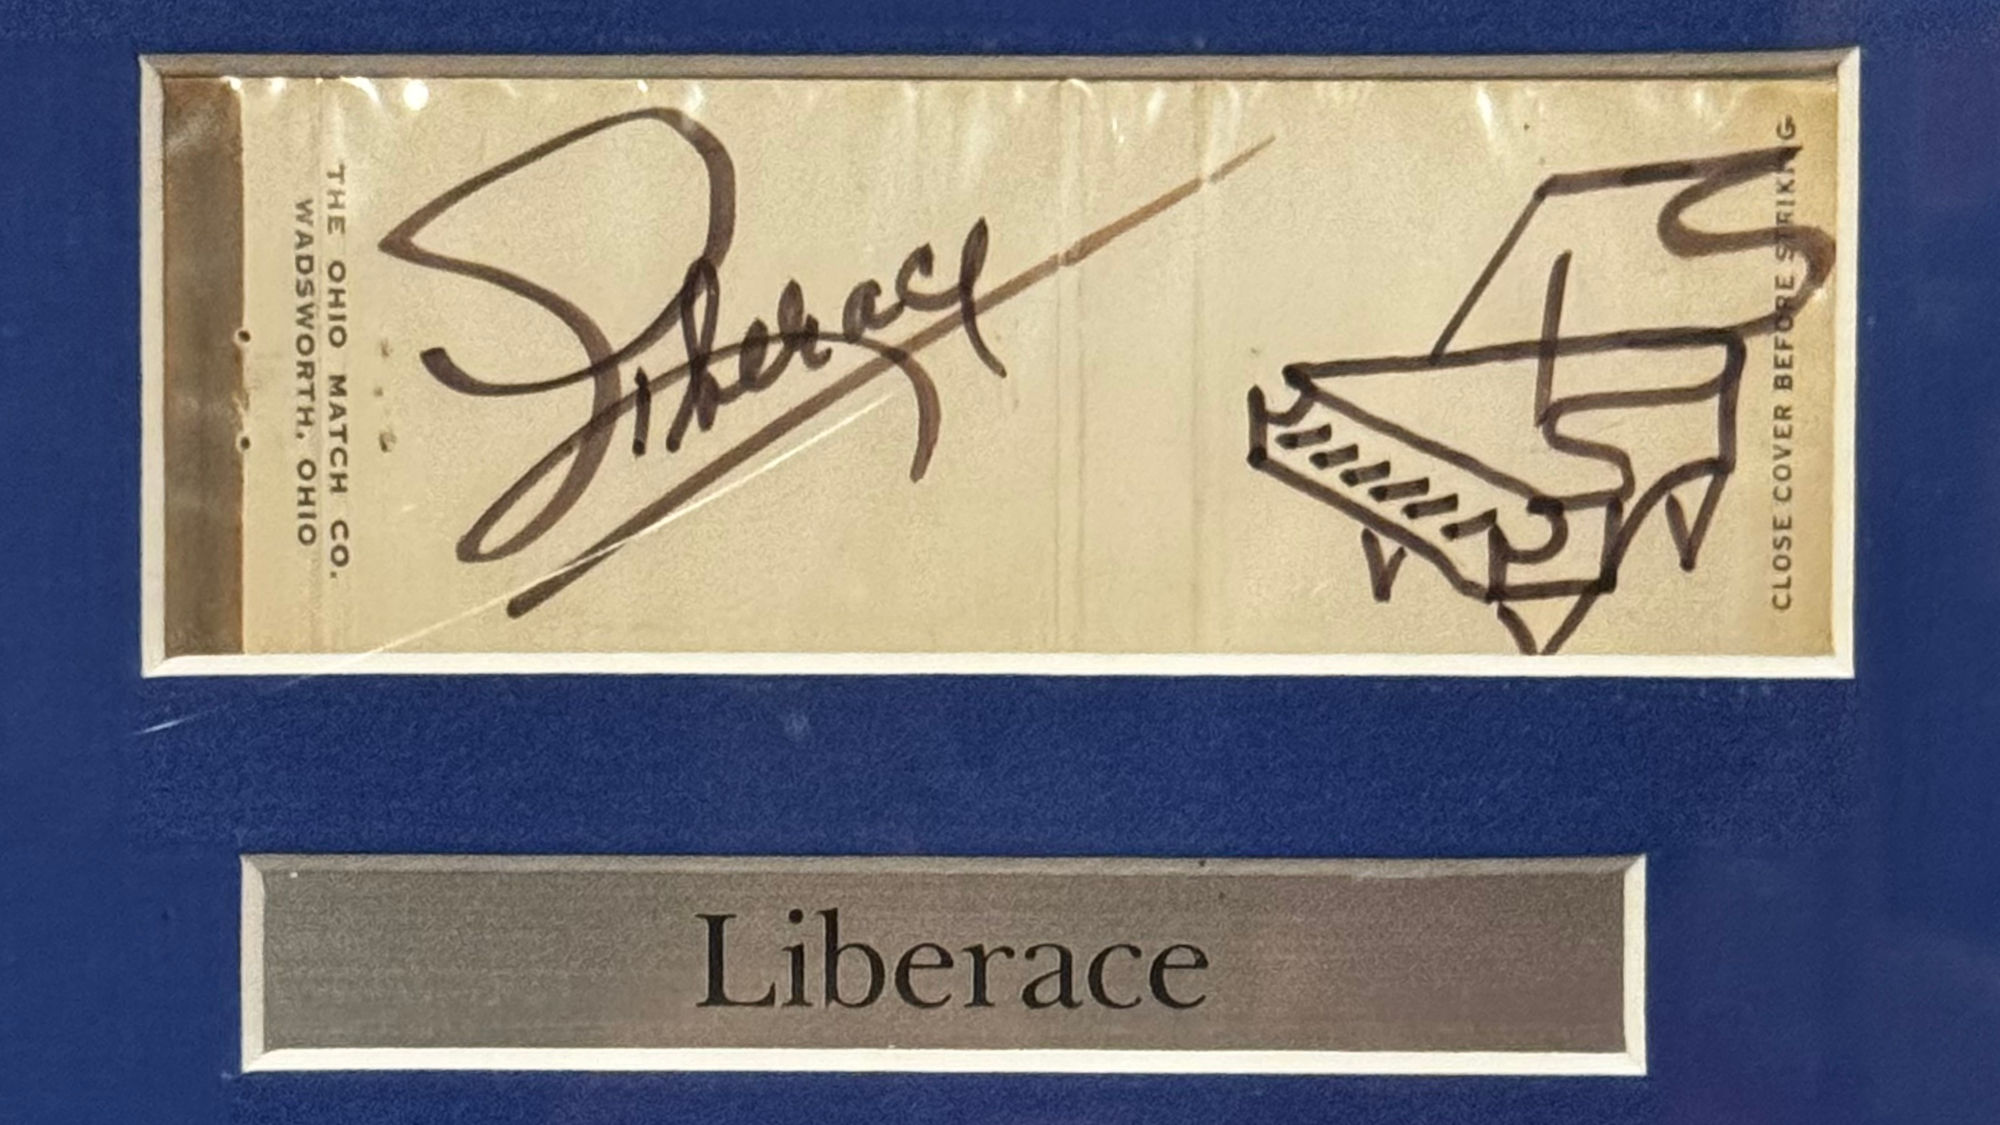 THE OHIO MATCH CO.
WADSWORTH, OHIO
Liberace
CLOSE COVER BEFORE STRIKING
Liberace